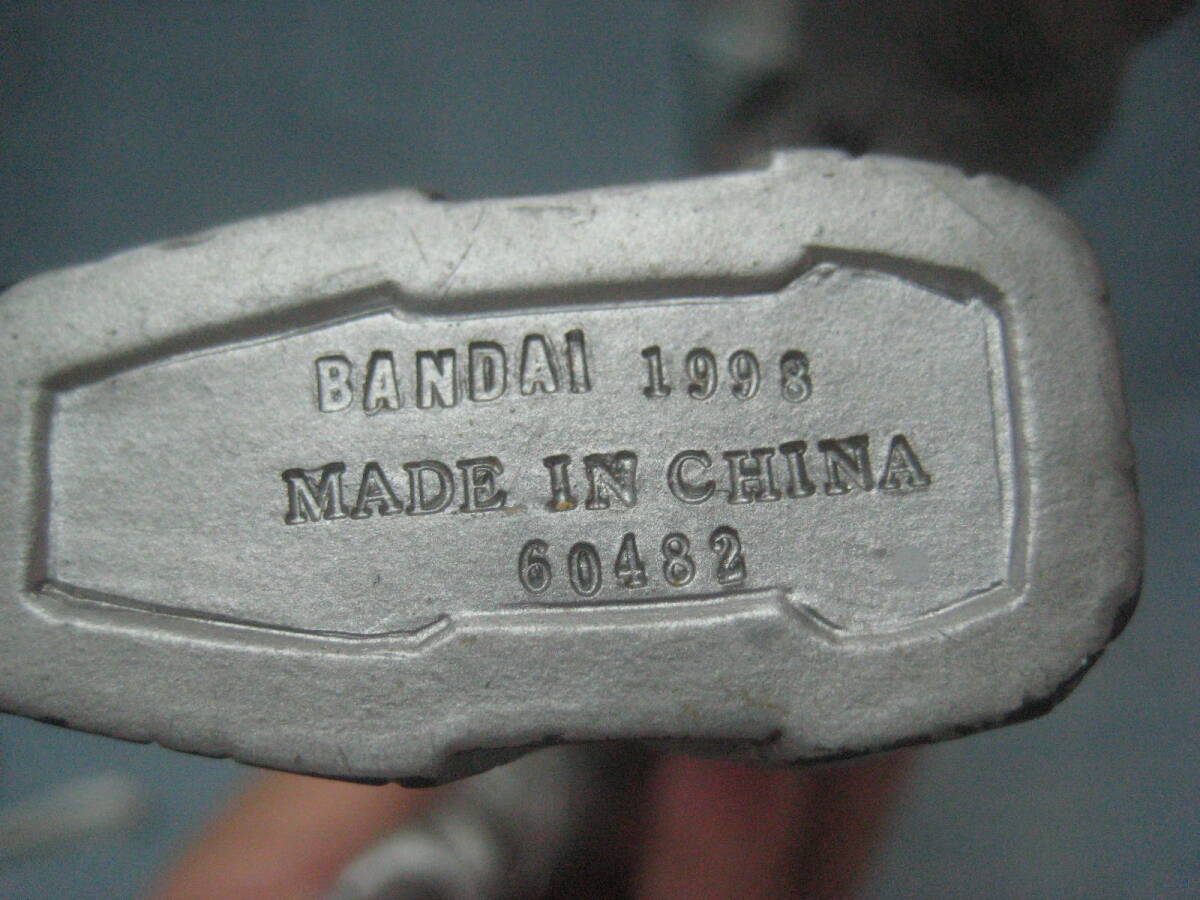 BANDAI 1998
MADE IN CHINA
60482